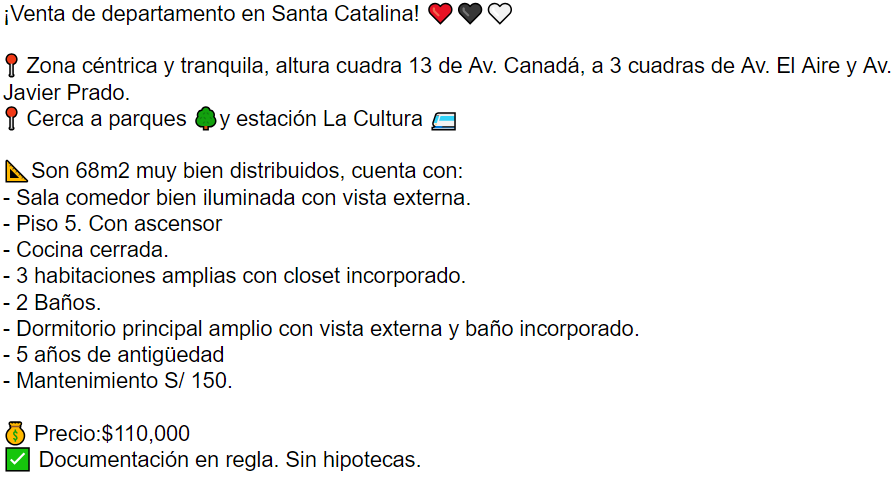 ¡Venta de departamento en Santa Catalina! ❤️🖤🤍
📍Zona céntrica y tranquila, altura cuadra 13 de Av. Canadá, a 3 cuadras de Av. El Aire y Av.
Javier Prado.
📍Cerca a parques 🌳y estación La Cultura 🚈
📐Son 68m2 muy bien distribuidos, cuenta con:
- Sala comedor bien iluminada con vista externa.
- Piso 5. Con ascensor
- Cocina cerrada.
- 3 habitaciones amplias con closet incorporado.
- 2 Baños.
- Dormitorio principal amplio con vista externa y baño incorporado.
- 5 años de antigüedad
- Mantenimiento S/ 150.
💰 Precio:$110,000
✅ Documentación en regla. Sin hipotecas.